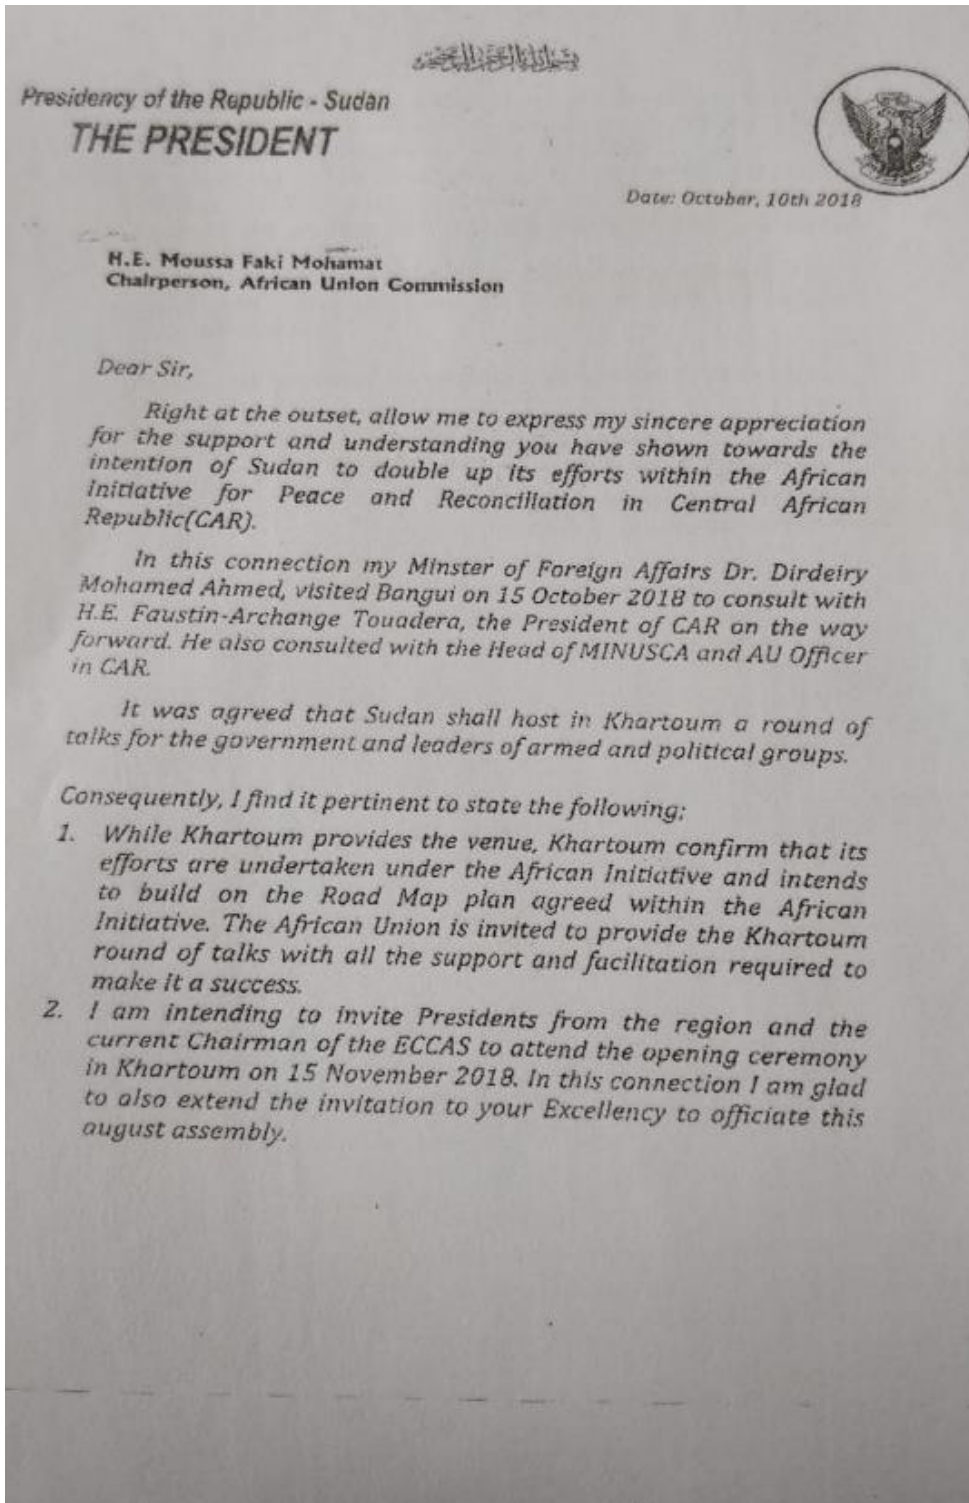 Presidency of the Republic - Sudan
THE PRESIDENT
Date: October, 10th 2018
H.E. Moussa Faki Mohamat
Chairperson, African Union Commission
Dear Sir,
Right at the outset, allow me to express my sincere appreciation
for the support and understanding you have shown towards the
intention of Sudan to double up its efforts within the African
Initiative for Peace and Reconciliation in Central African
Republic(CAR).
In this connection my Minster of Foreign Affairs Dr. Dirdeiry
Mohamed Ahmed, visited Bangui on 15 October 2018 to consult with
H.E. Faustin-Archange Touadera, the President of CAR on the way
forward. He also consulted with the Head of MINUSCA and AU Officer
in CAR.
It was agreed that Sudan shall host in Khartoum a round of
talks for the government and leaders of armed and political groups.
Consequently, I find it pertinent to state the following;
1. While Khartoum provides the venue, Khartoum confirm that its
efforts are undertaken under the African Initiative and intends
to build on the Road Map plan agreed within the African
Initiative. The African Union is invited to provide the Khartoum
round of talks with all the support and facilitation required to
make it a success.
2. I am intending to invite Presidents from the region and the
current Chairman of the ECCAS to attend the opening ceremony
in Khartoum on 15 November 2018. In this connection I am glad
to also extend the invitation to your Excellency to officiate this
august assembly.